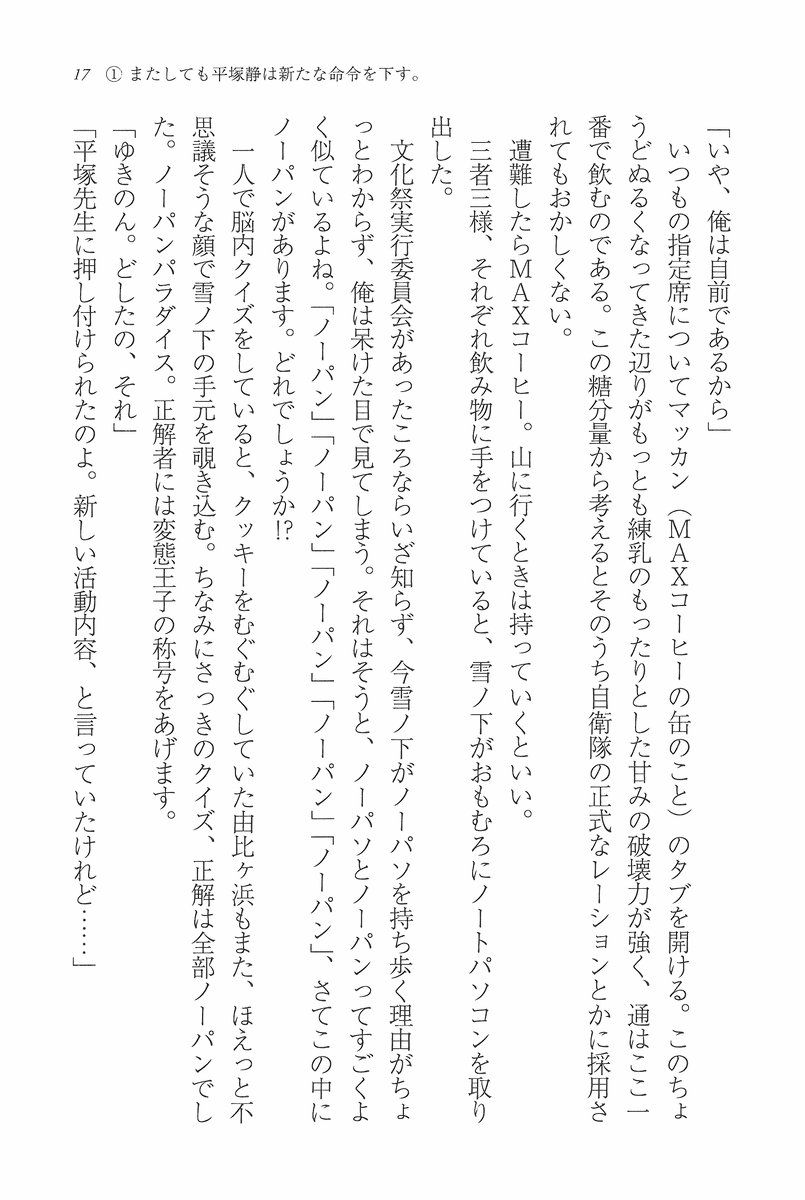 17 ① またしても平塚静は新たな命令を下す。
「いや、俺は自前であるから」
いつもの指定席についてマッカン（MAXコーヒーの缶のこと）のタブを開ける。このちょ
うどぬるくなってきた辺りがもっとも練乳のもったりとした甘みの破壊力が強く、通はここ一
番で飲むのである。この糖分量から考えるとそのうち自衛隊の正式なレーションとかに採用さ
れてもおかしくない。
遭難したらMAXコーヒー。山に行くときは持っていくといい。
三者三様、それぞれ飲み物に手をつけていると、雪ノ下がおもむろにノートパソコンを取り
出した。
文化祭実行委員会があったころならいざ知らず、今雪ノ下がノーパソを持ち歩く理由がちょ
っとわからず、俺は呆けた目で見てしまう。それはそうと、ノーパソとノーパンってすごくよ
く似ているよね。「ノーパン」「ノーパン」「ノーパン」「ノーパン」「ノーパン」、さてこの中に
ノーパンがあります。どれでしょうか!?
一人で脳内クイズをしていると、クッキーをむぐむぐしていた由比ヶ浜もまた、ほえっと不
思議そうな顔で雪ノ下の手元を覗き込む。ちなみにさっきのクイズ、正解は全部ノーパンでし
た。ノーパンパラダイス。正解者には変態王子の称号をあげます。
「ゆきのん。どしたの、それ」
「平塚先生に押し付けられたのよ。新しい活動内容、と言っていたけれど……」